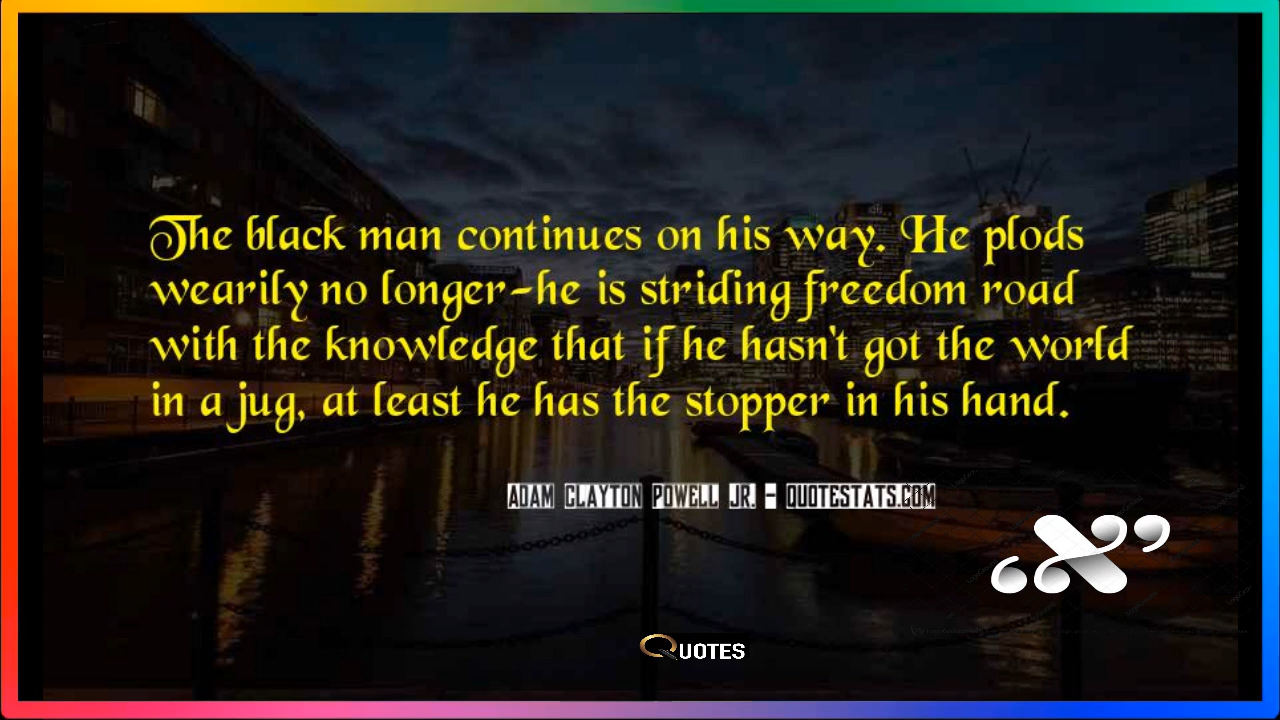 The black man continues on his way. He plods
wearily no longer-he is striding freedom road
with the knowledge that if he hasn't got the world
in a jug, at least he has the stopper in his hand.
ADAM CLAYTON POWELL JR. - QUOTESTATS.COM
QUOTES